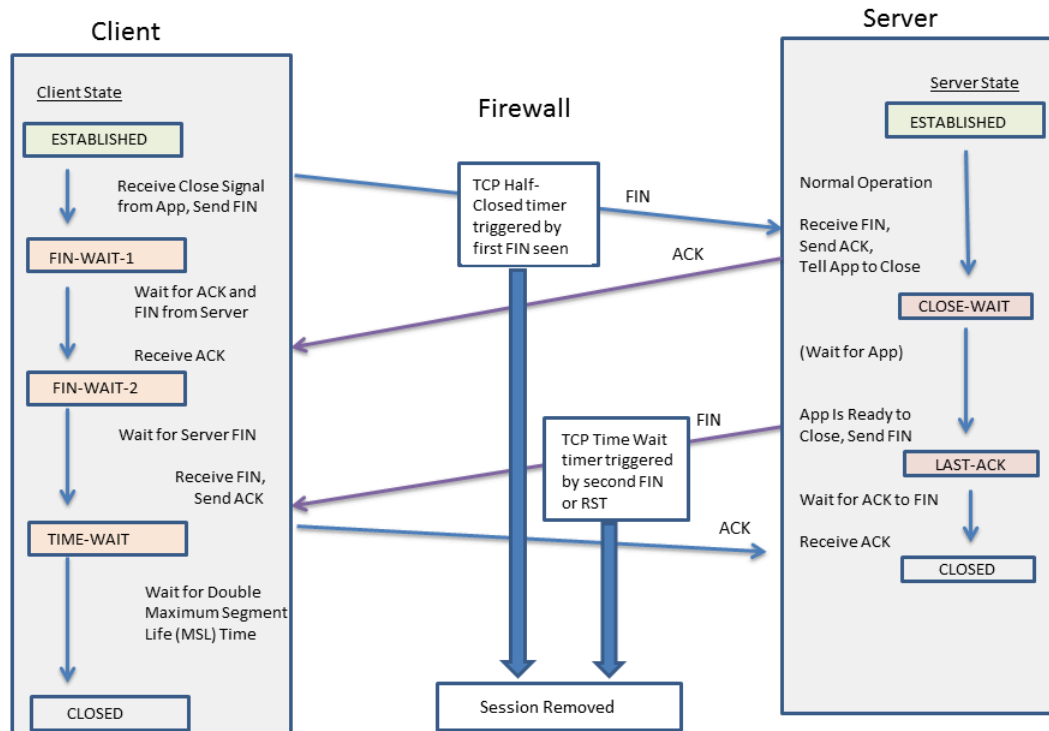 Client
Client State
ESTABLISHED
Receive Close Signal
from App, Send FIN
FIN-WAIT-1
Wait for ACK and
FIN from Server
Receive ACK
FIN-WAIT-2
Wait for Server FIN
Receive FIN,
Send ACK
TIME-WAIT
Wait for Double
Maximum Segment
Life (MSL) Time
CLOSED
Firewall
TCP Half-
Closed timer
triggered by
first FIN seen
FIN
ACK
FIN
TCP Time Wait
timer triggered
by second FIN
or RST
ACK
Session Removed
Server
Server State
ESTABLISHED
Normal Operation
Receive FIN,
Send ACK,
Tell App to Close
CLOSE-WAIT
(Wait for App)
App Is Ready to
Close, Send FIN
LAST-ACK
Wait for ACK to FIN
Receive ACK
CLOSED